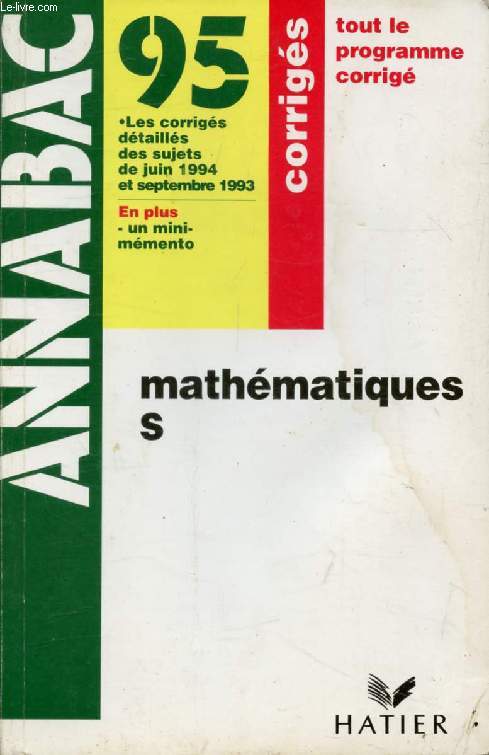 Le-livre.com
ANNABAC
95
•Les corrigés
détaillés
des sujets
de juin 1994
et septembre 1993
En plus
- un mini-
mémento
corrigés
tout le
programme
corrigé
mathématiques
S
HATIER